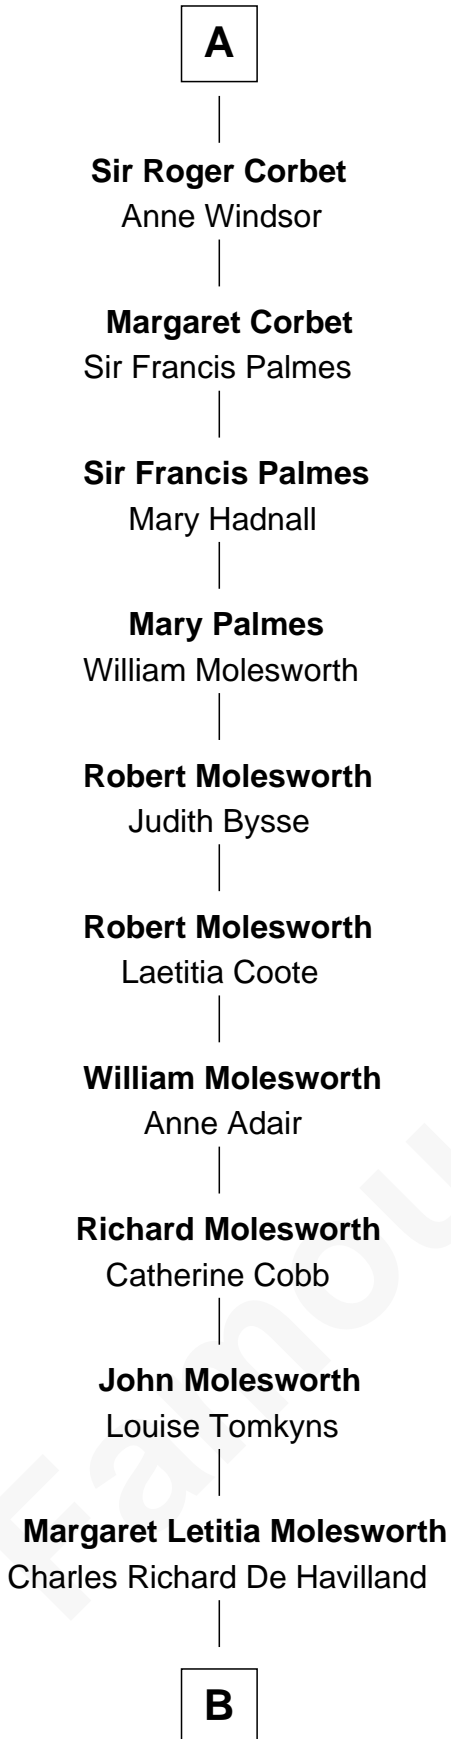 A
Sir Roger Corbet
Anne Windsor
Margaret Corbet
Sir Francis Palmes
Sir Francis Palmes
Mary Hadnall
Mary Palmes
William Molesworth
Robert Molesworth
Judith Bysse
Robert Molesworth
Laetitia Coote
William Molesworth
Anne Adair
Richard Molesworth
Catherine Cobb
John Molesworth
Louise Tomkyns
Margaret Letitia Molesworth
Charles Richard De Havilland
B
Famou